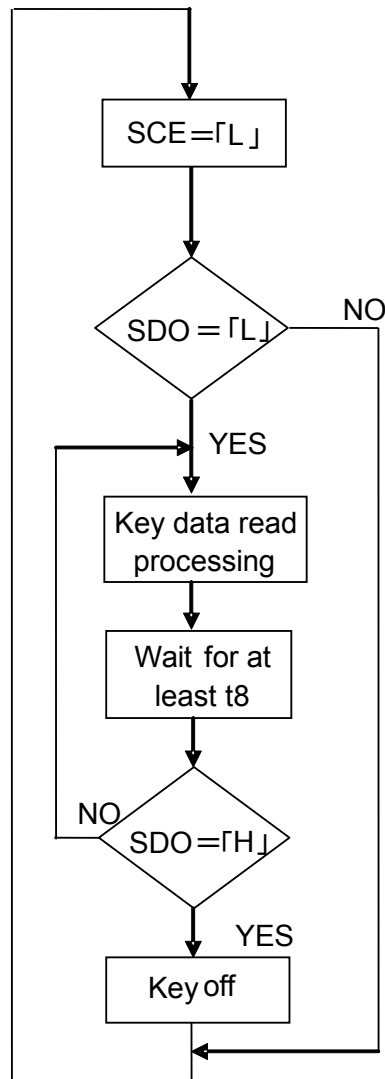 SCE=「L」
SDO=「L」
NO
YES
Key data read
processing
Wait for at
least t8
NO
SDO=「H」
YES
Key off